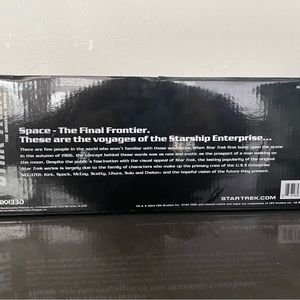 Space - The Final Frontier.
These are the voyages of the Starship Enterprise...
There are few people in the world who aren't familiar with those words when Star Trek first burst upon the scene
in the autumn of 1966, the concept behind those words was as new and exotic as the prospect of a man walking on
the moon. Despite the public's fascination with the visual appeal of Star Trek, the lasting popularity of the original
Star Trek series is largely due to the family of characters who make up the primary crew of the U.S.S Enterprise
NCC-1701: Kirk, Spock, McCoy, Scotty, Uhura, Sulu and Chekov: and the hopeful vision of the future they present.
STARTREK.COM